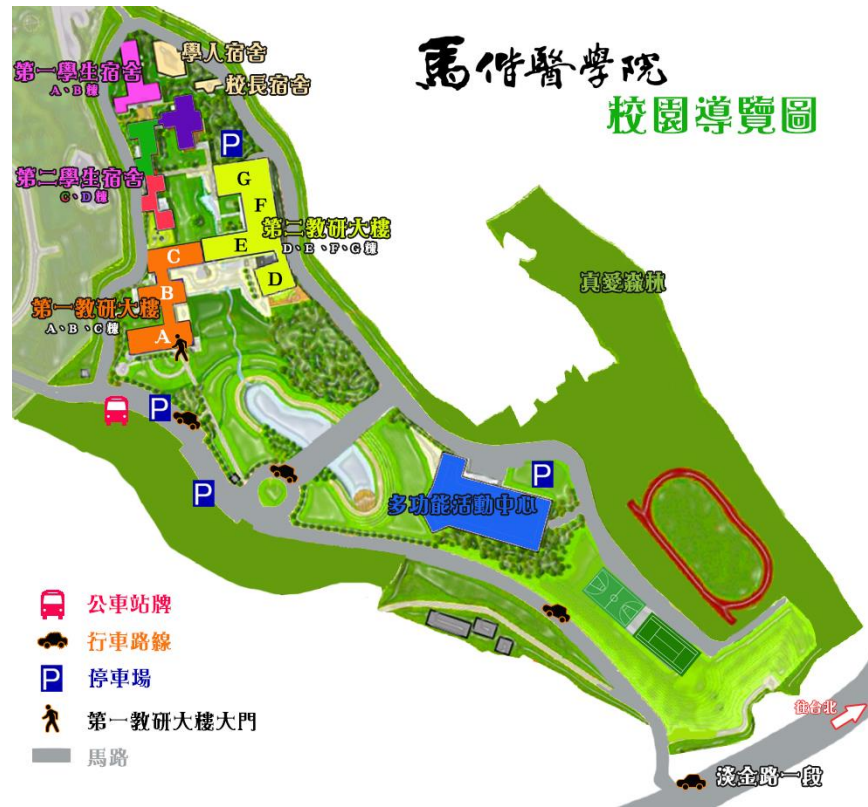 馬偕醫學院
校園導覽圖
學人宿舍
第一學生宿舍
A、B棟
校長宿舍
P
第二學生宿舍
C、D棟
G
F
第二教研大樓
D、E、F、G棟
E
D
C
B
第一教研大樓
A、B、C棟
A
真愛森林
P
P
P
多功能活動中心
公車站牌
行車路線
P 停車場
第一教研大樓大門
馬路
往台北
淡金路一段